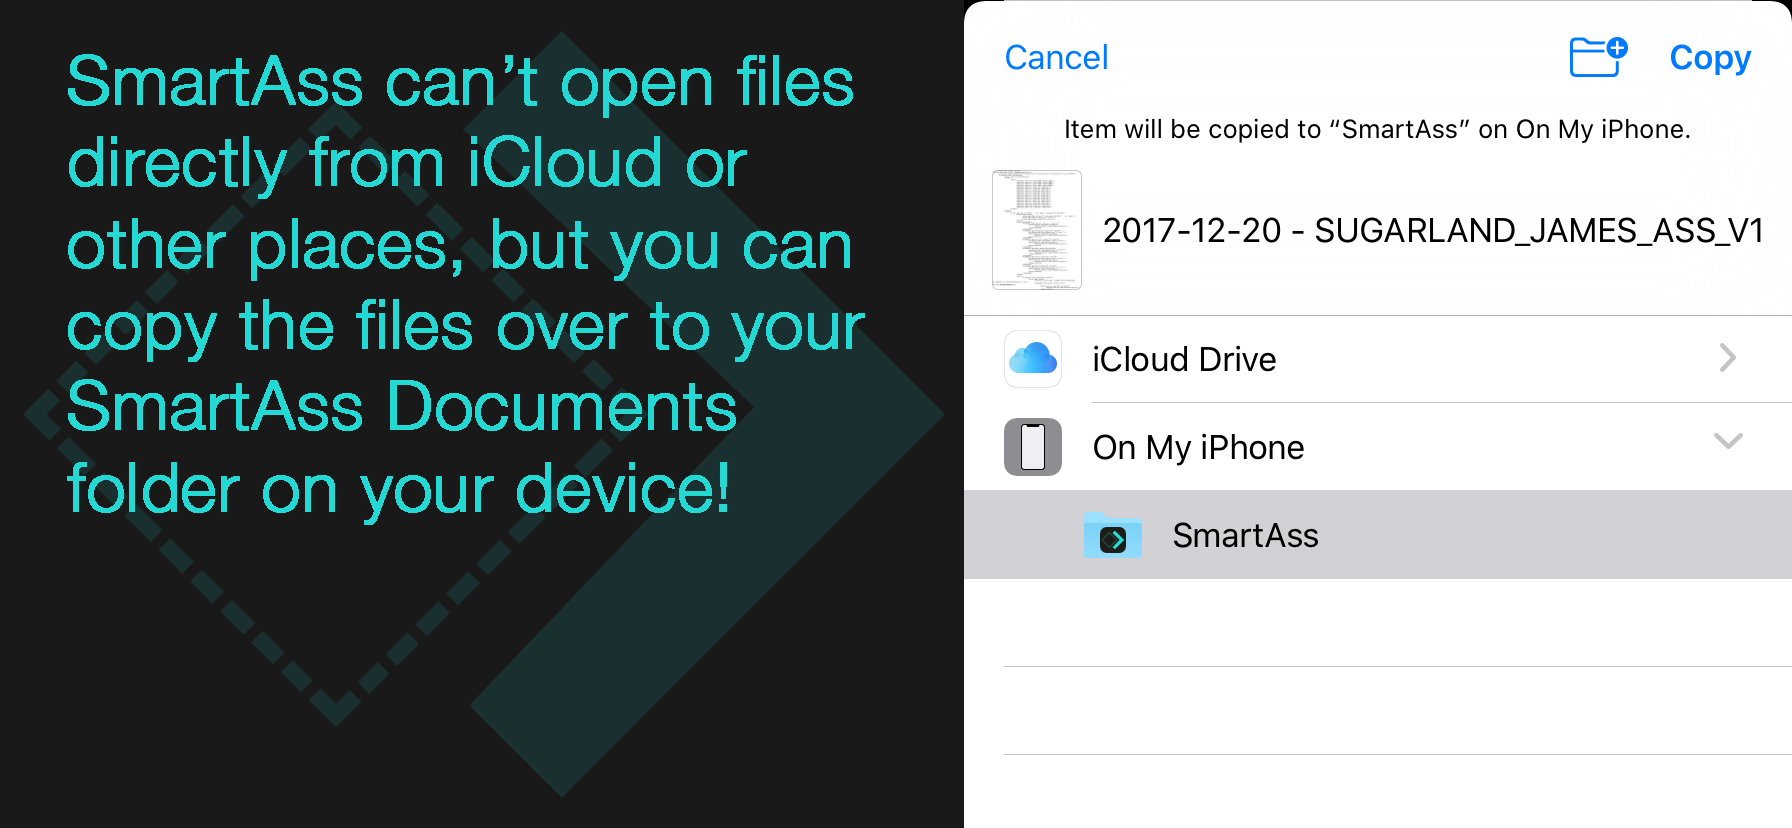 SmartAss can’t open files
directly from iCloud or
other places, but you can
copy the files over to your
SmartAss Documents
folder on your device!
Cancel
Copy
Item will be copied to “SmartAss” on On My iPhone.
2017-12-20 - SUGARLAND_JAMES_ASS_V1
iCloud Drive
On My iPhone
SmartAss